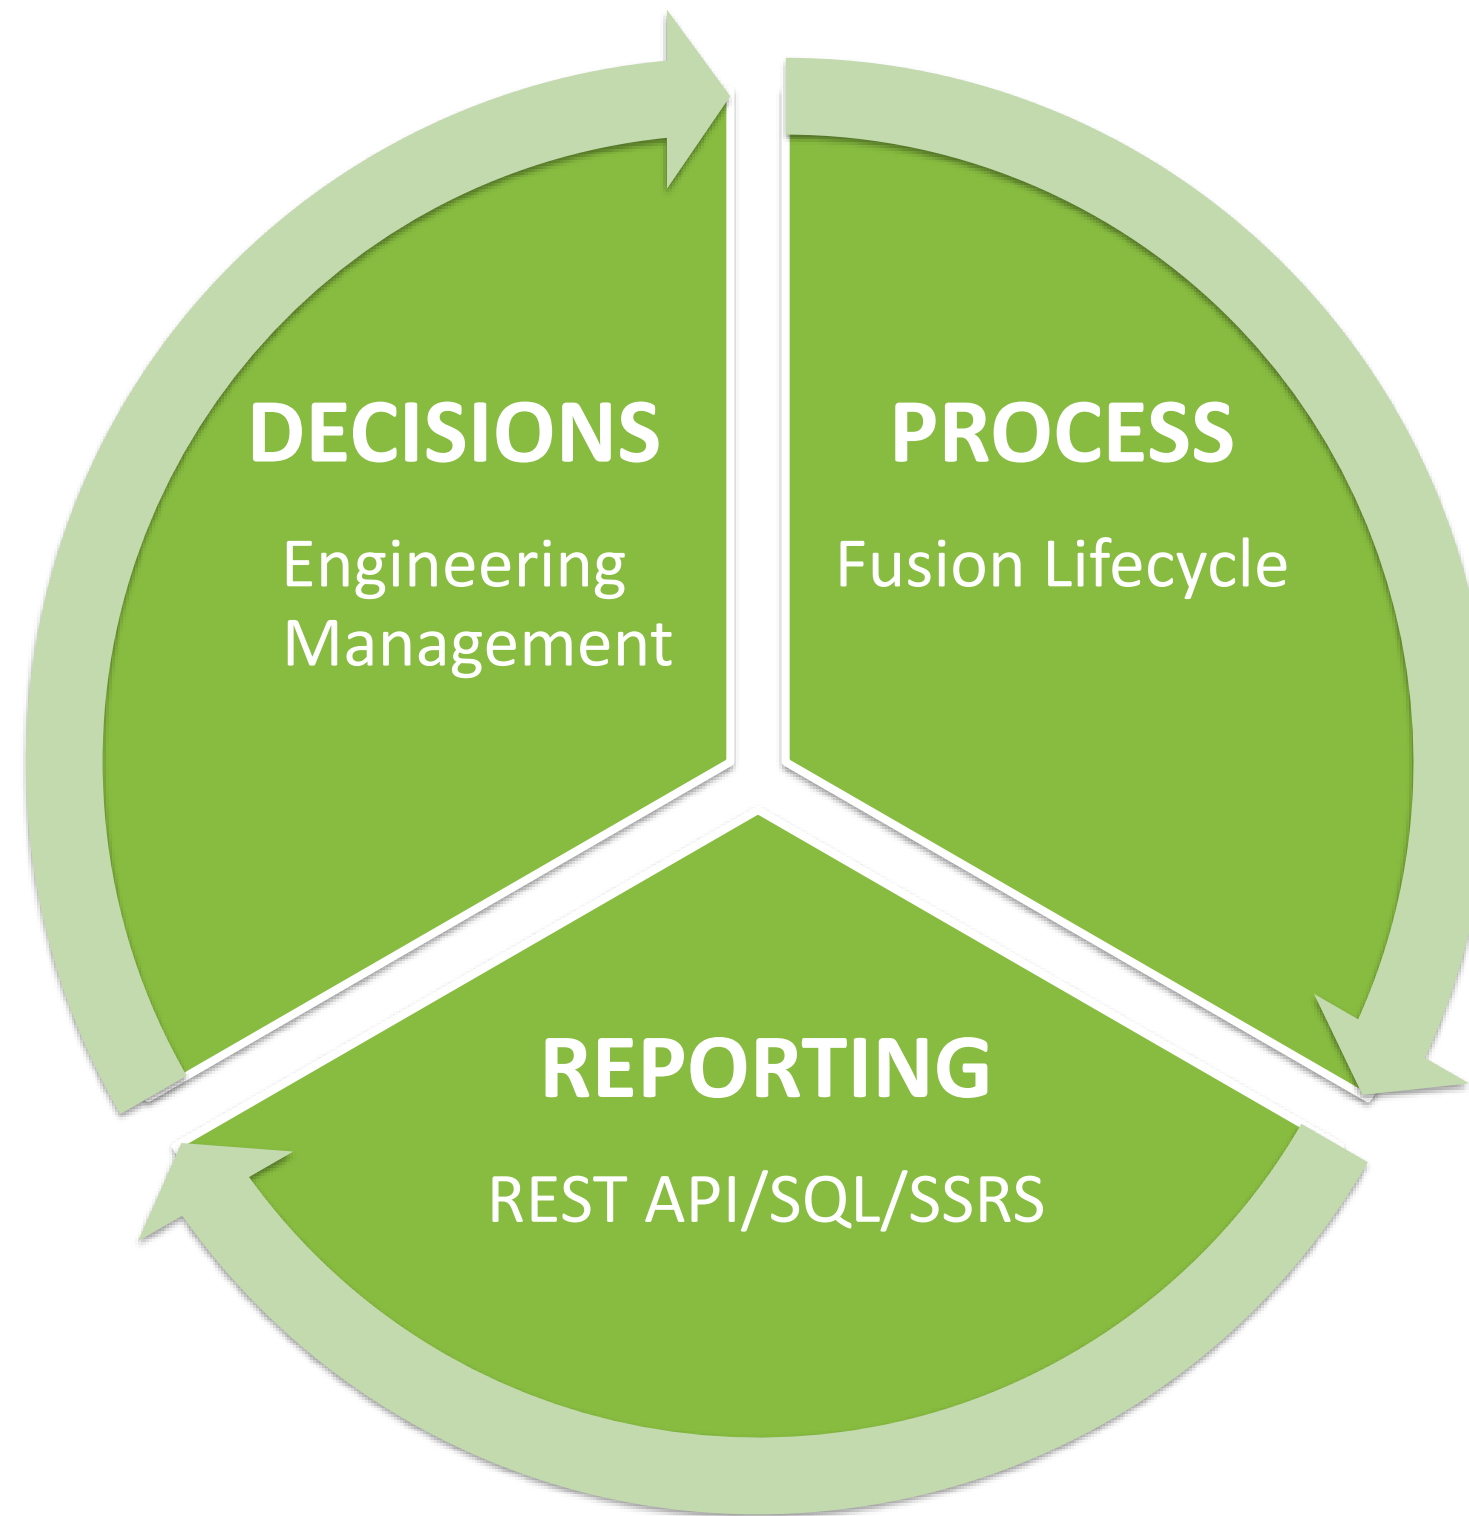 DECISIONS
Engineering
Management
PROCESS
Fusion Lifecycle
REPORTING
REST API/SQL/SSRS